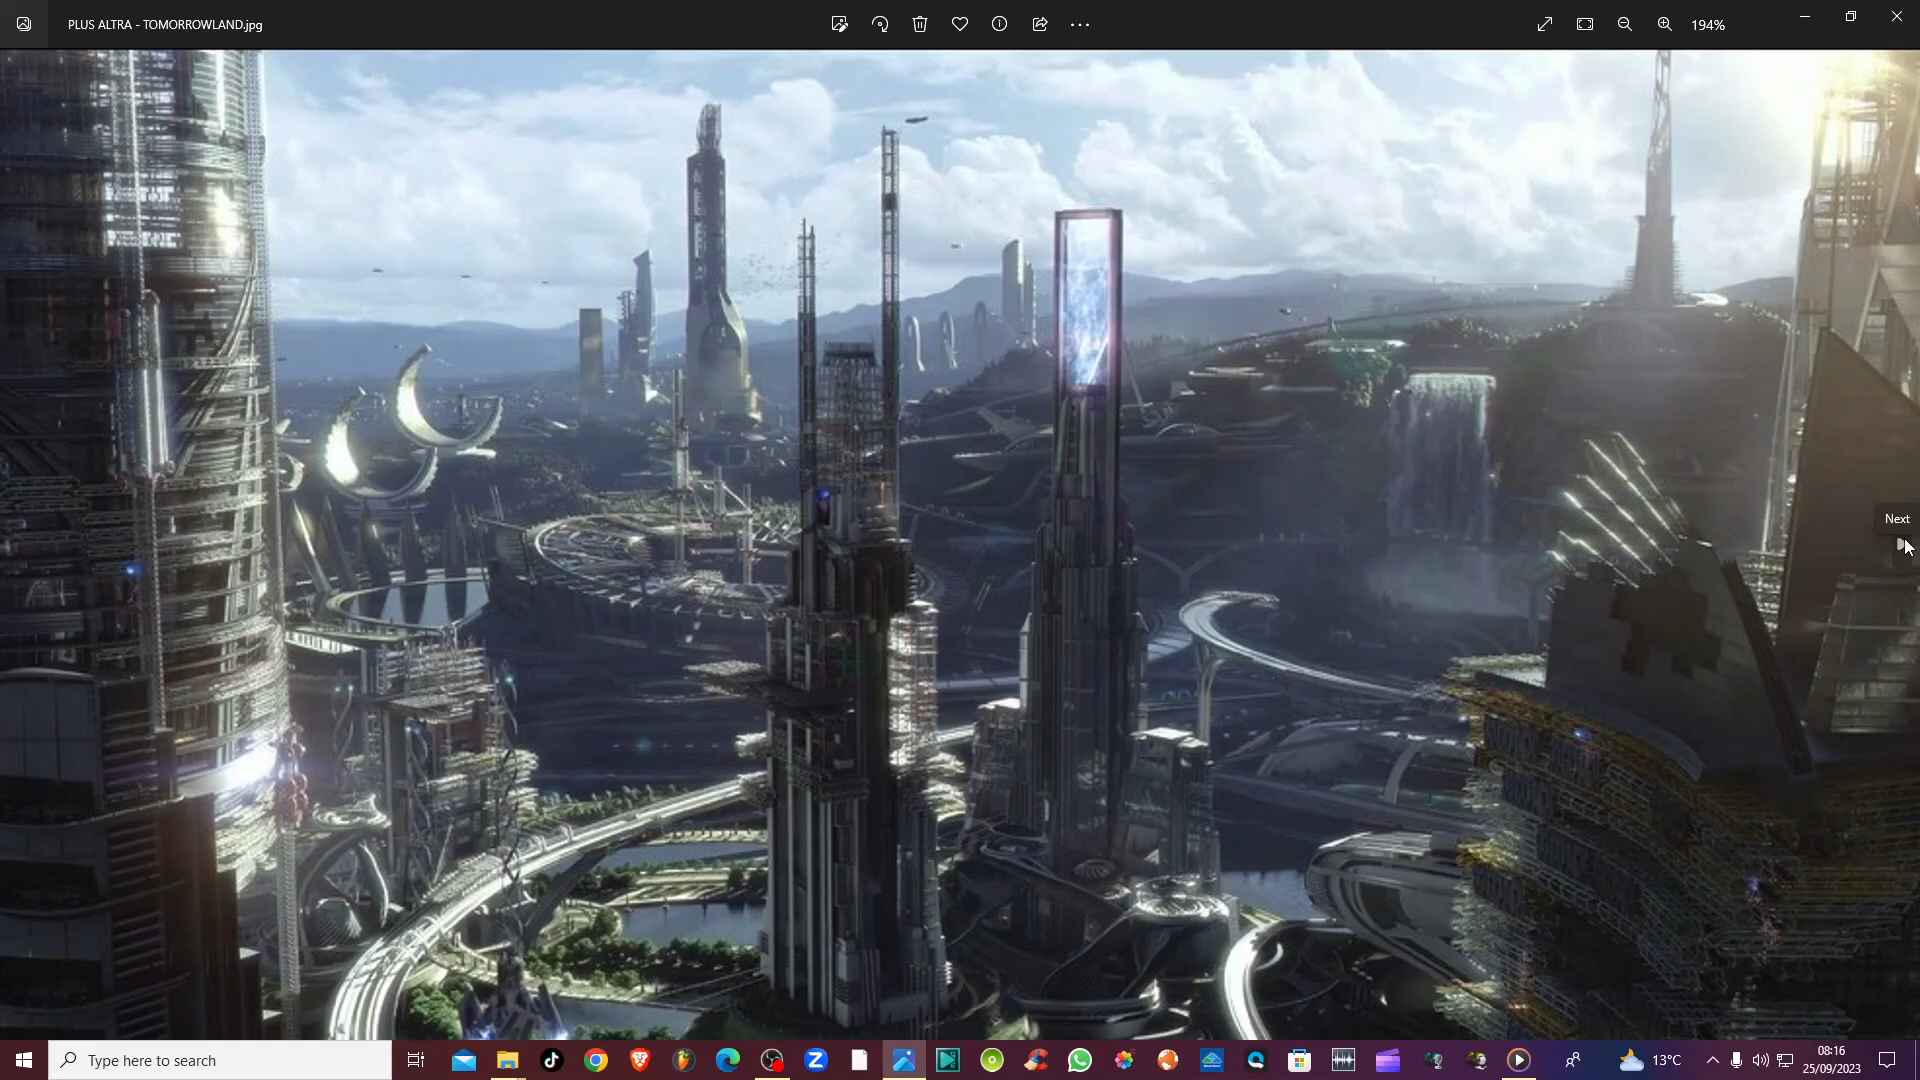 PLUS ALTRA - TOMORROWLAND.jpg
194%
Next
Type here to search
13°C
08:16
25/09/2023